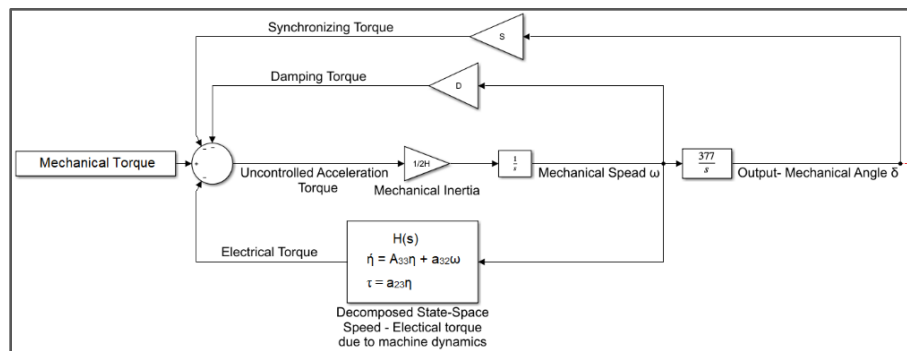 Synchronizing Torque
S
Damping Torque
D
Mechanical Torque
+
−
−
−
Uncontrolled Acceleration
Torque
1/2H
Mechanical Inertia
1
s
Mechanical Spead ω
377
s
Output- Mechanical Angle δ
Electrical Torque
H(s)
ή = A33η + a32ω
τ = a23η
Decomposed State-Space
Speed - Electical torque
due to machine dynamics